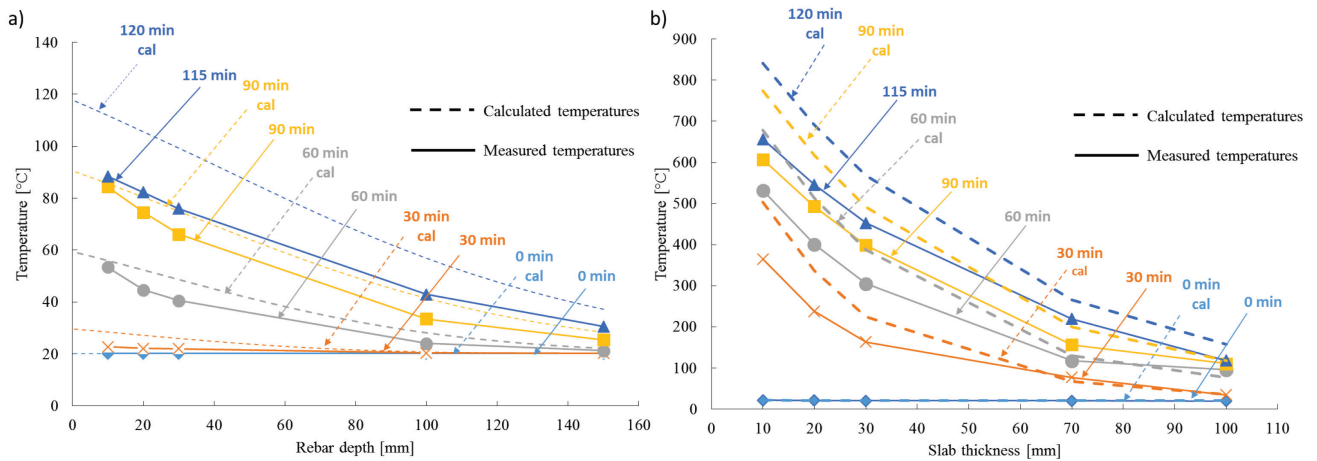 a)
140
120
100
80
60
40
20
0
0
20
40
60
80
100
120
140
160
Temperature [°C]
Rebar depth [mm]
120 min
cal
115 min
90 min
cal
90 min
60 min
cal
60 min
30 min
cal
30 min
0 min
cal
0 min
Calculated temperatures
Measured temperatures
b)
900
800
700
600
500
400
300
200
100
0
0
10
20
30
40
50
60
70
80
90
100
110
Temperature [°C]
Slab thickness [mm]
120 min
cal
90 min
cal
115 min
60 min
cal
90 min
60 min
30 min
cal
30 min
0 min
cal
0 min
Calculated temperatures
Measured temperatures